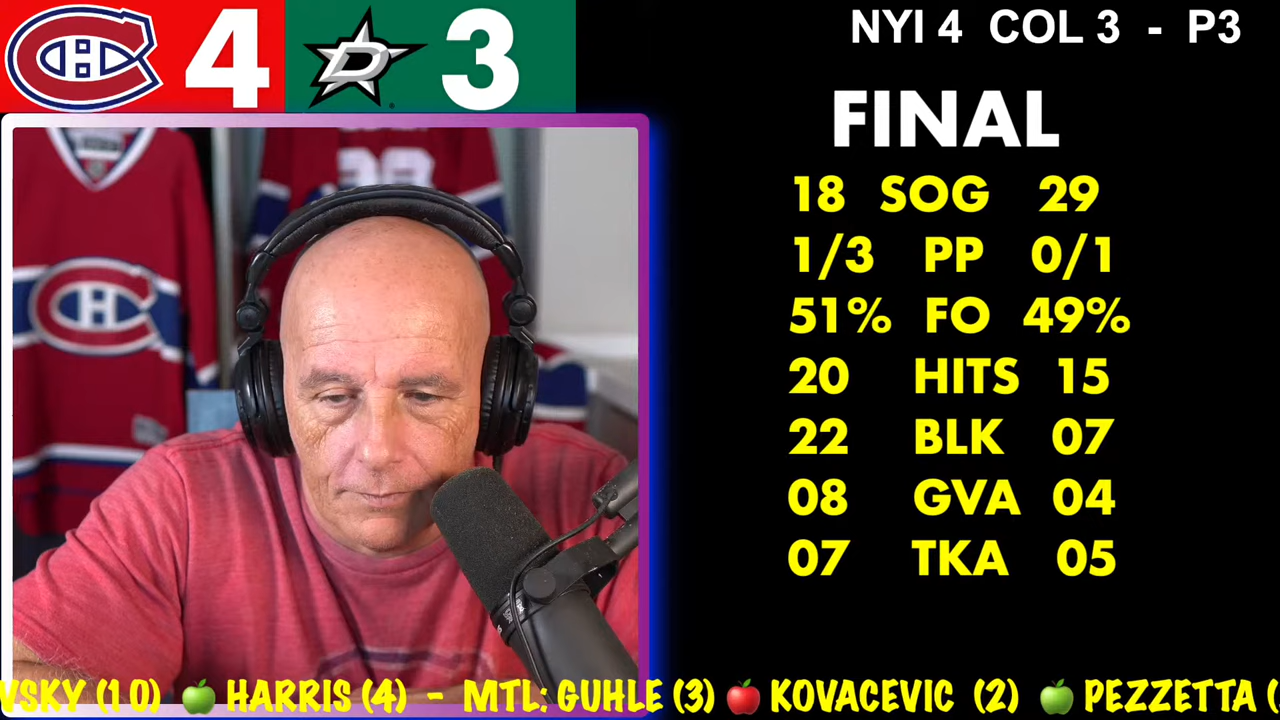 4 3
NYI 4 COL 3 - P3
FINAL
18 SOG 29
1/3 PP 0/1
51% FO 49%
20 HITS 15
22 BLK 07
08 GVA 04
07 TKA 05
VSKY (10) 🍏 HARRIS (4) - MTL: GUHLE (3) 🍎 KOVACEVIC (2) 🍏 PEZZETTA (